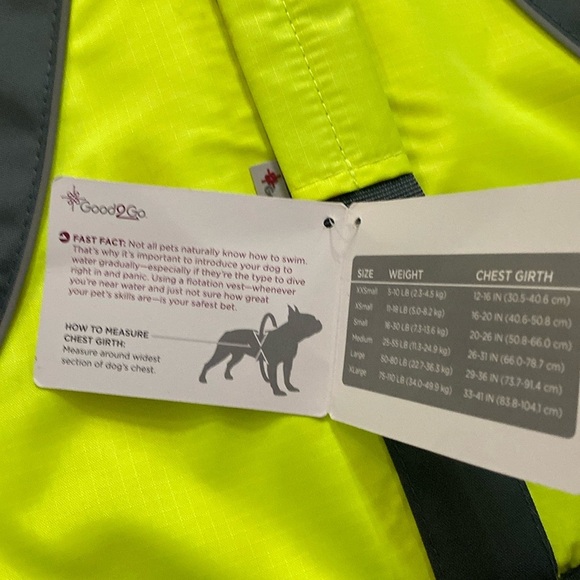 Good2Go
FAST FACT: Not all pets naturally know how to swim.
That's why it's important to introduce your dog to
water gradually—especially if they're the type to dive
right in and panic. Using a flotation vest—whenever
you're near water and just not sure how great
your pet's skills are—is your safest bet.
HOW TO MEASURE
CHEST GIRTH:
Measure around widest
section of dog's chest.
SIZE WEIGHT CHEST GIRTH
XXSmall 3-10 LB (2.3-4.5 kg) 12-16 IN (30.5-40.6 cm)
XSmall 11-18 LB (5.0-8.2 kg) 16-20 IN (40.6-50.8 cm)
Small 16-30 LB (7.3-13.6 kg) 20-26 IN (50.8-66.0 cm)
Medium 25-55 LB (11.3-24.9 kg) 26-31 IN (66.0-78.7 cm)
Large 50-80 LB (22.7-36.3 kg) 29-36 IN (73.7-91.4 cm)
XLarge 75-110 LB (34.0-49.9 kg) 33-41 IN (83.8-104.1 cm)